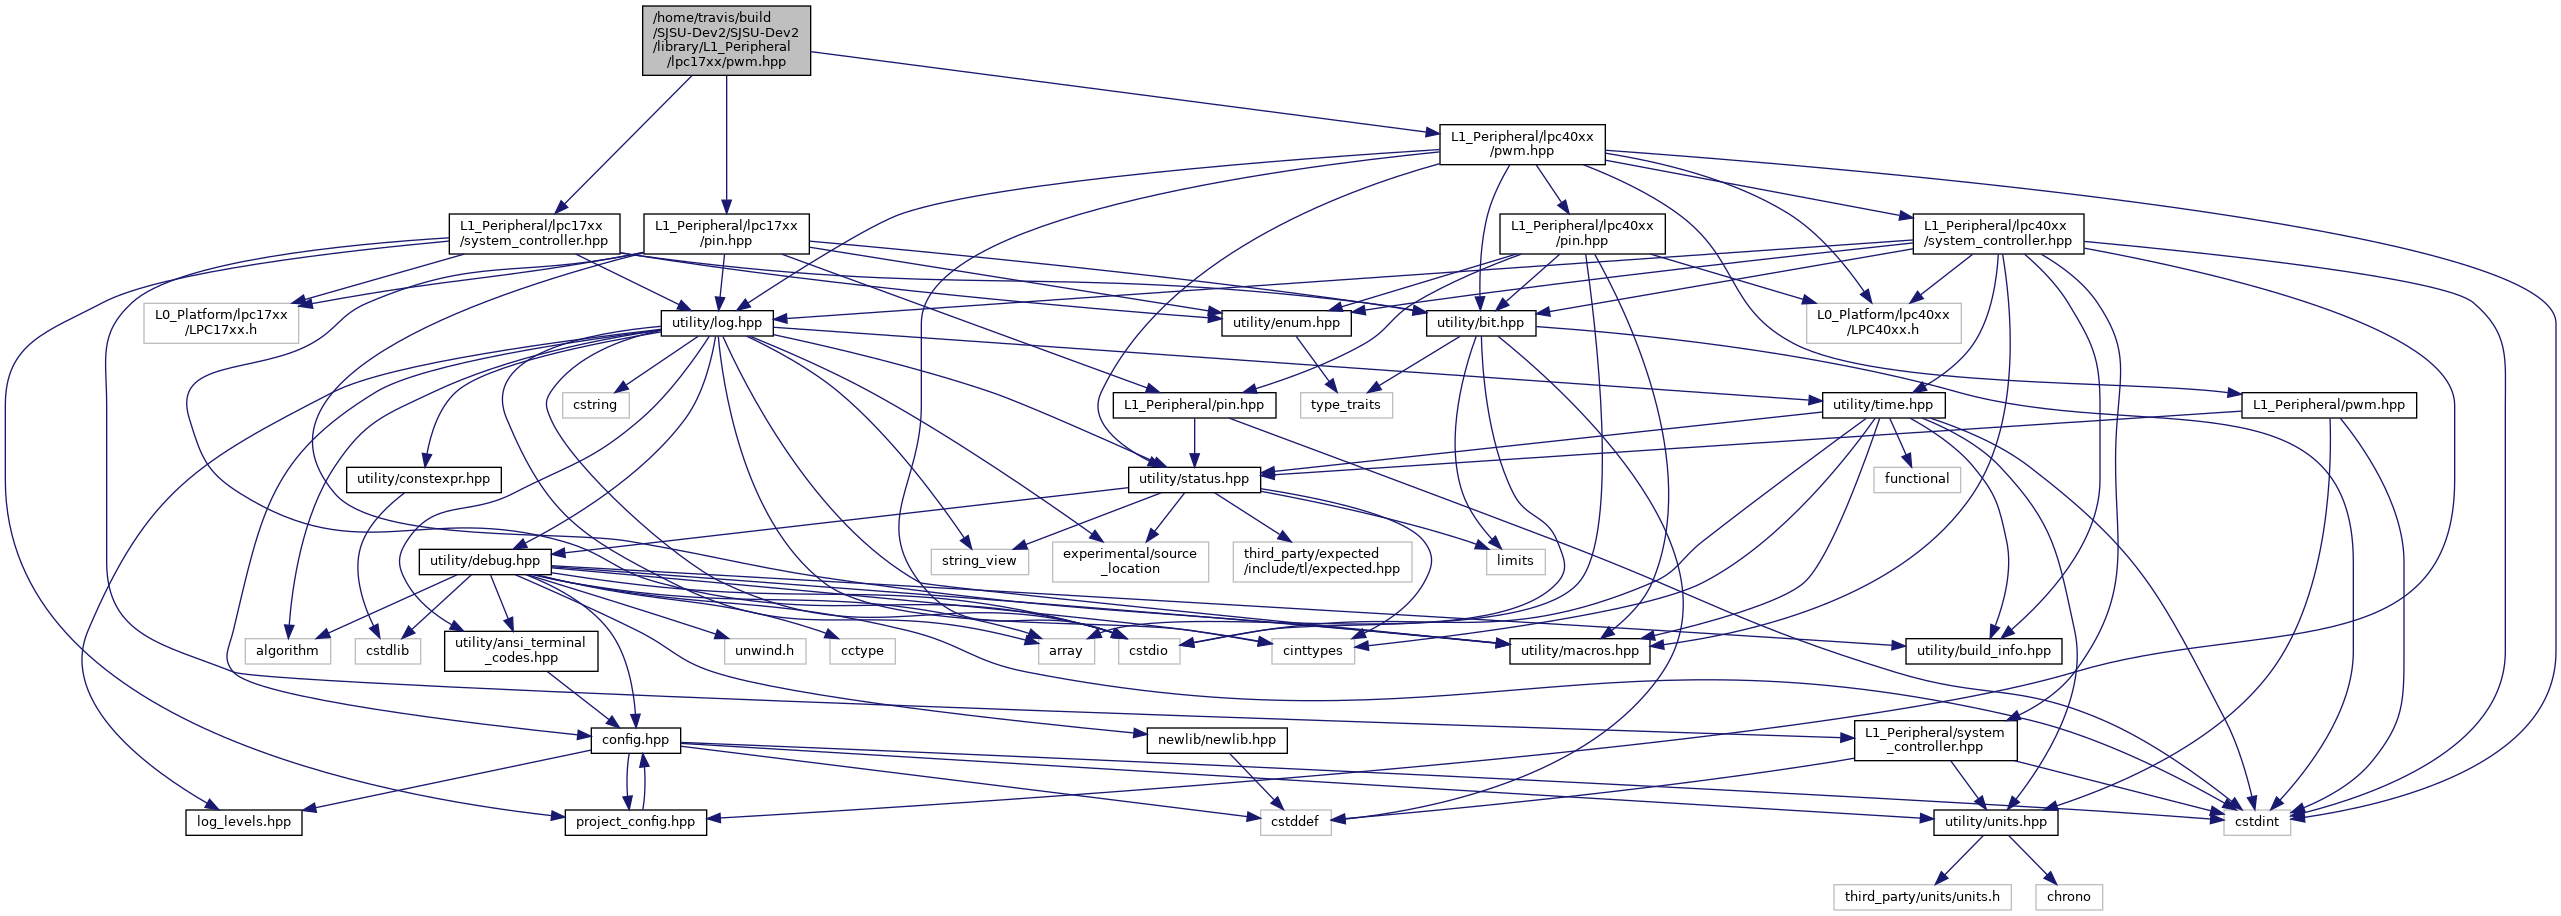 /home/travis/build
/SJSU-Dev2/SJSU-Dev2
/library/L1_Peripheral
/lpc17xx/pwm.hpp
L1_Peripheral/lpc40xx
/pwm.hpp
L1_Peripheral/lpc17xx
/system_controller.hpp
L1_Peripheral/lpc17xx
/pin.hpp
L1_Peripheral/lpc40xx
/pin.hpp
L1_Peripheral/lpc40xx
/system_controller.hpp
L0_Platform/lpc17xx
/LPC17xx.h
utility/log.hpp
utility/enum.hpp
utility/bit.hpp
L0_Platform/lpc40xx
/LPC40xx.h
cstring
L1_Peripheral/pin.hpp
type_traits
utility/time.hpp
L1_Peripheral/pwm.hpp
utility/constexpr.hpp
utility/status.hpp
functional
utility/debug.hpp
string_view
experimental/source
_location
third_party/expected
/include/tl/expected.hpp
limits
algorithm
cstdlib
utility/ansi_terminal
_codes.hpp
unwind.h
cctype
array
cstdio
cinttypes
utility/macros.hpp
utility/build_info.hpp
config.hpp
newlib/newlib.hpp
L1_Peripheral/system
_controller.hpp
log_levels.hpp
project_config.hpp
cstddef
utility/units.hpp
cstdint
third_party/units/units.h
chrono